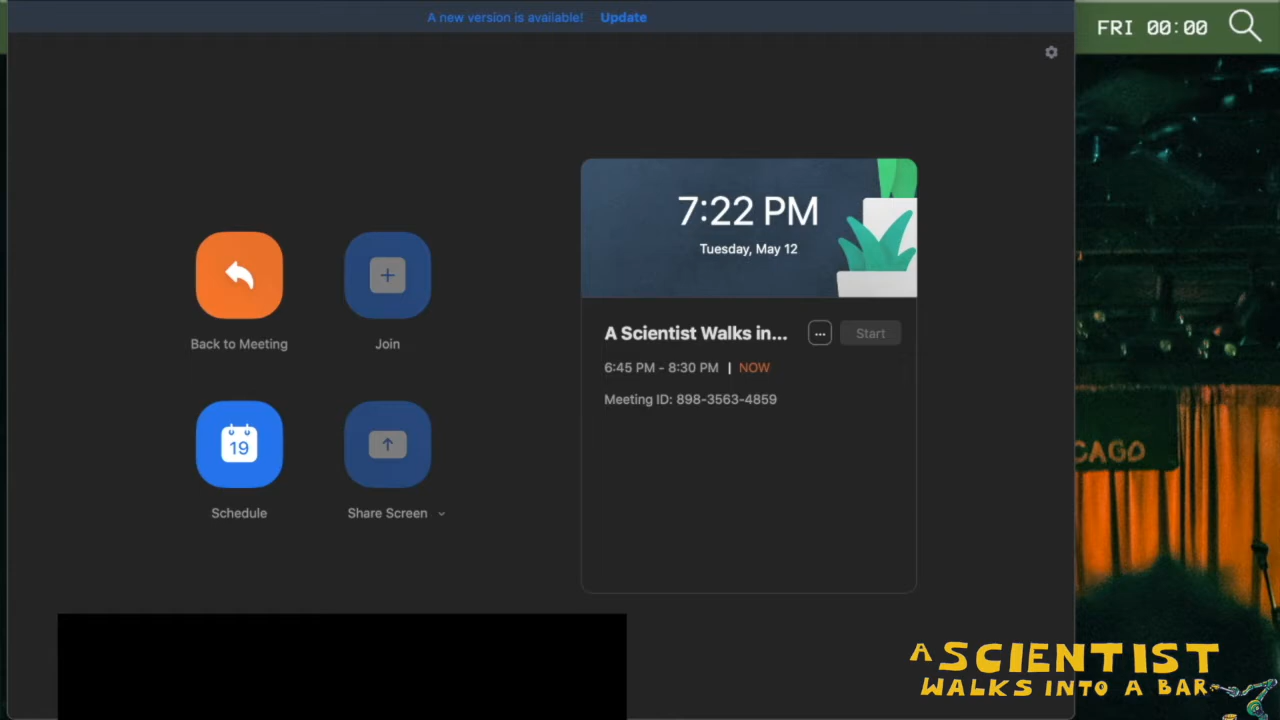 A new version is available! Update
FRI 00:00
7:22 PM
Tuesday, May 12
A Scientist Walks in... ... Start
6:45 PM - 8:30 PM | NOW
Meeting ID: 898-3563-4859
Back to Meeting
Join
19
Schedule
Share Screen
CAGO
A SCIENTIST
WALKS INTO A BAR